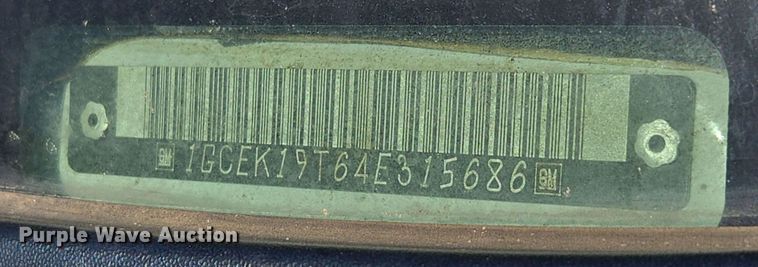 GM 1GCEK19T64E315686 GM
Purple Wave Auction